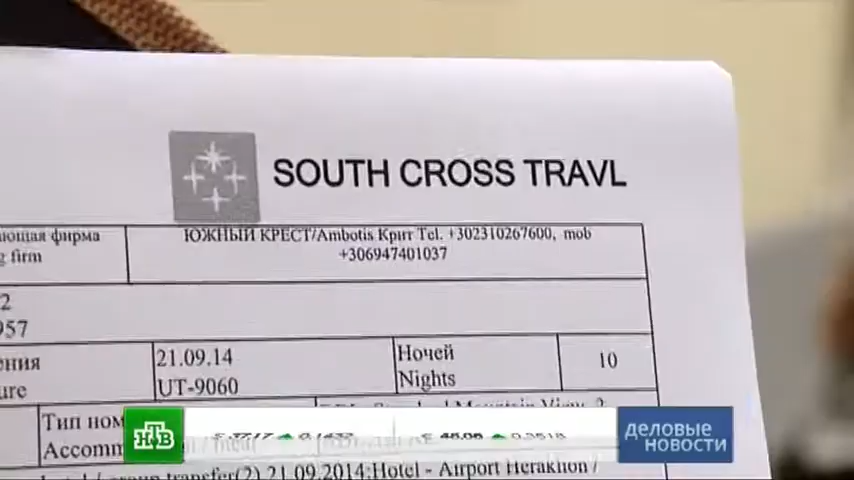 SOUTH CROSS TRAVL
ющая фирма
ЮЖНЫЙ КРЕСТ/Ambotis Крит Tel. +302310267600, mob
g firm
+306947401037
2
957
ения
21.09.14
Ночей
10
ure
UT-9060
Nights
Тип ном
Accomm
НТВ
ДЕЛОВЫЕ
НОВОСТИ
transfer(2) 21.09.2014:Hotel - Airport Heraklion /